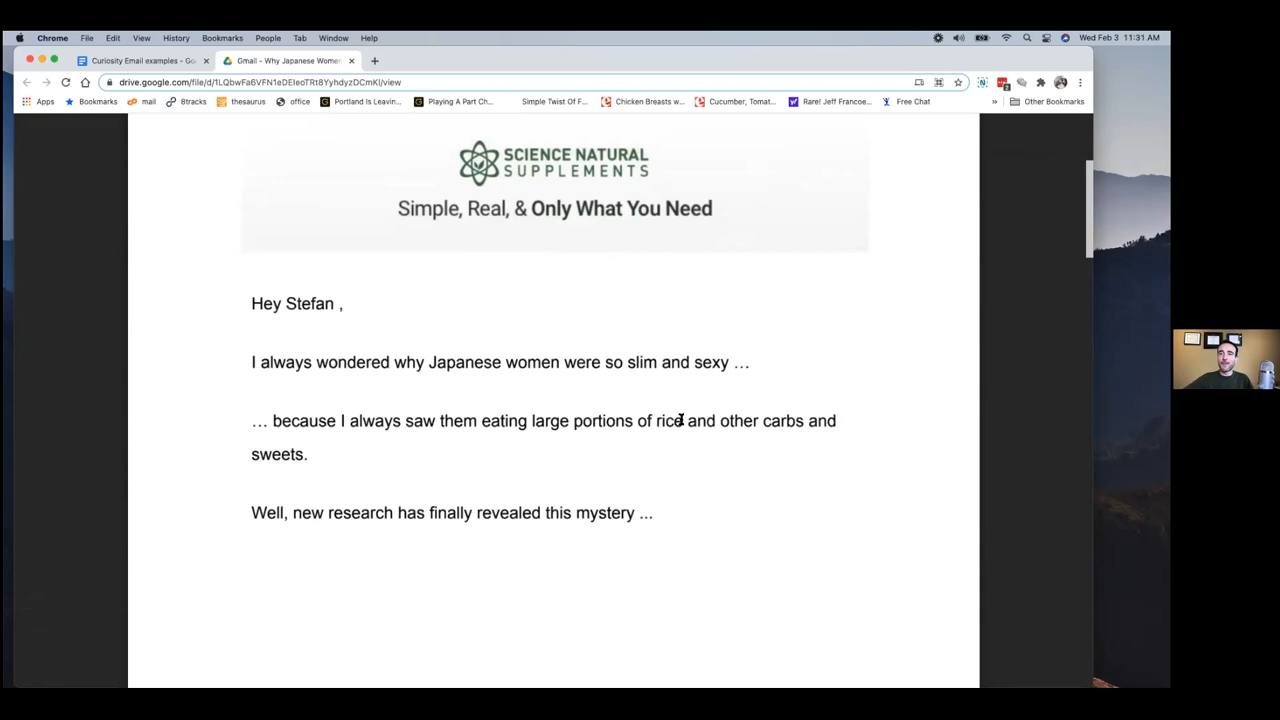 Chrome File Edit View History Bookmarks People Tab Window Help Wed Feb 3 11:31 AM
Curiosity Email examples - Go Gmail - Why Japanese Women
drive.google.com/file/d/1LQbwFa6VFN1eDEIeoTRt8YyhdyzDCmKl/view
Apps Bookmarks mail 8tracks thesaurus office Portland Is Leavin... Playing A Part Ch... Simple Twist Of F... Chicken Breasts w... Cucumber, Tomat... Rare! Jeff Francoe... Free Chat » Other Bookmarks
SCIENCE NATURAL
SUPPLEMENTS
Simple, Real, & Only What You Need
Hey Stefan ,
I always wondered why Japanese women were so slim and sexy …
… because I always saw them eating large portions of rice and other carbs and
sweets.
Well, new research has finally revealed this mystery ...